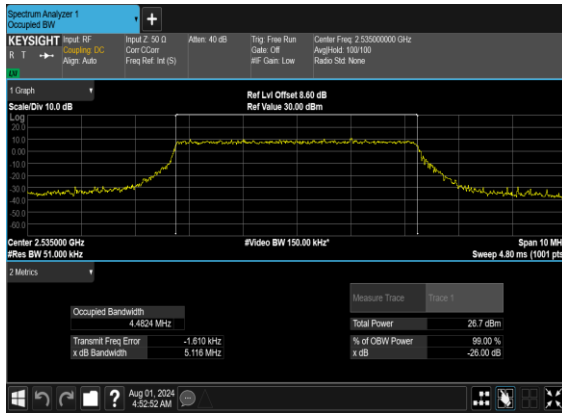 Spectrum Analyzer 1
Occupied BW
+
KEYSIGHT Input: RF Input Z: 50 Ω Atten: 40 dB Trig: Free Run Center Freq: 2.535000000 GHz
R T Coupling: DC Corr CCorr Gate: Off Avg|Hold: 100/100
Align: Auto Freq Ref: Int (S) #IF Gain: Low Radio Std: None
LXI
1 Graph
Ref Lvl Offset 8.60 dB
Scale/Div 10.0 dB Ref Value 30.00 dBm
Log
20.0
10.0
0.00
-10.0
-20.0
-30.0
-40.0
-50.0
-60.0
Center 2.535000 GHz #Video BW 150.00 kHz* Span 10 MH
#Res BW 51.000 kHz Sweep 4.80 ms (1001 pts
2 Metrics
Measure Trace Trace 1
Occupied Bandwidth
4.4824 MHz Total Power 26.7 dBm
Transmit Freq Error -1.610 kHz % of OBW Power 99.00 %
x dB Bandwidth 5.116 MHz x dB -26.00 dB
? Aug 01, 2024
4:52:52 AM